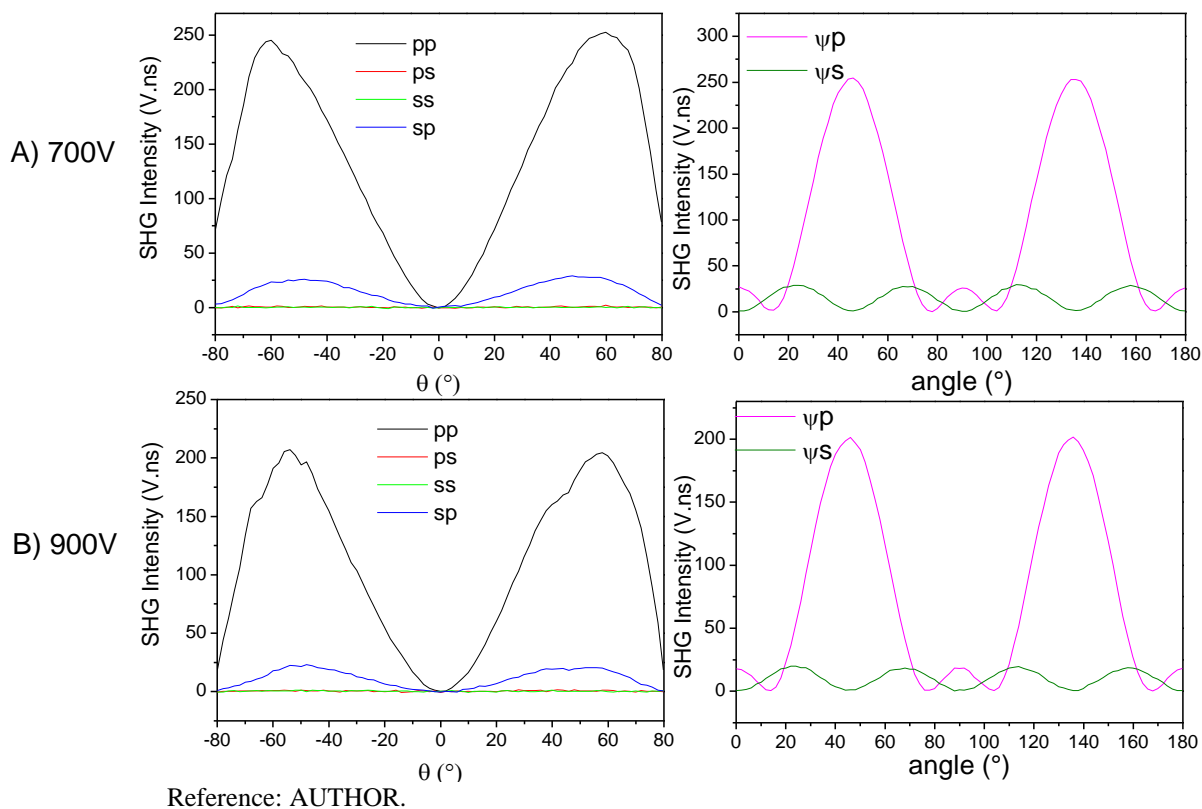 A) 700V
SHG Intensity (V.ns)
250
200
150
100
50
0
-80 -60 -40 -20 0 20 40 60 80
θ (°)
pp
ps
ss
sp
SHG Intensity (V.ns)
300
250
200
150
100
50
0
0 20 40 60 80 100 120 140 160 180
angle (°)
ψp
ψs
B) 900V
SHG Intensity (V.ns)
250
200
150
100
50
0
-80 -60 -40 -20 0 20 40 60 80
θ (°)
pp
ps
ss
sp
SHG Intensity (V.ns)
200
150
100
50
0
0 20 40 60 80 100 120 140 160 180
angle (°)
ψp
ψs
Reference: AUTHOR.